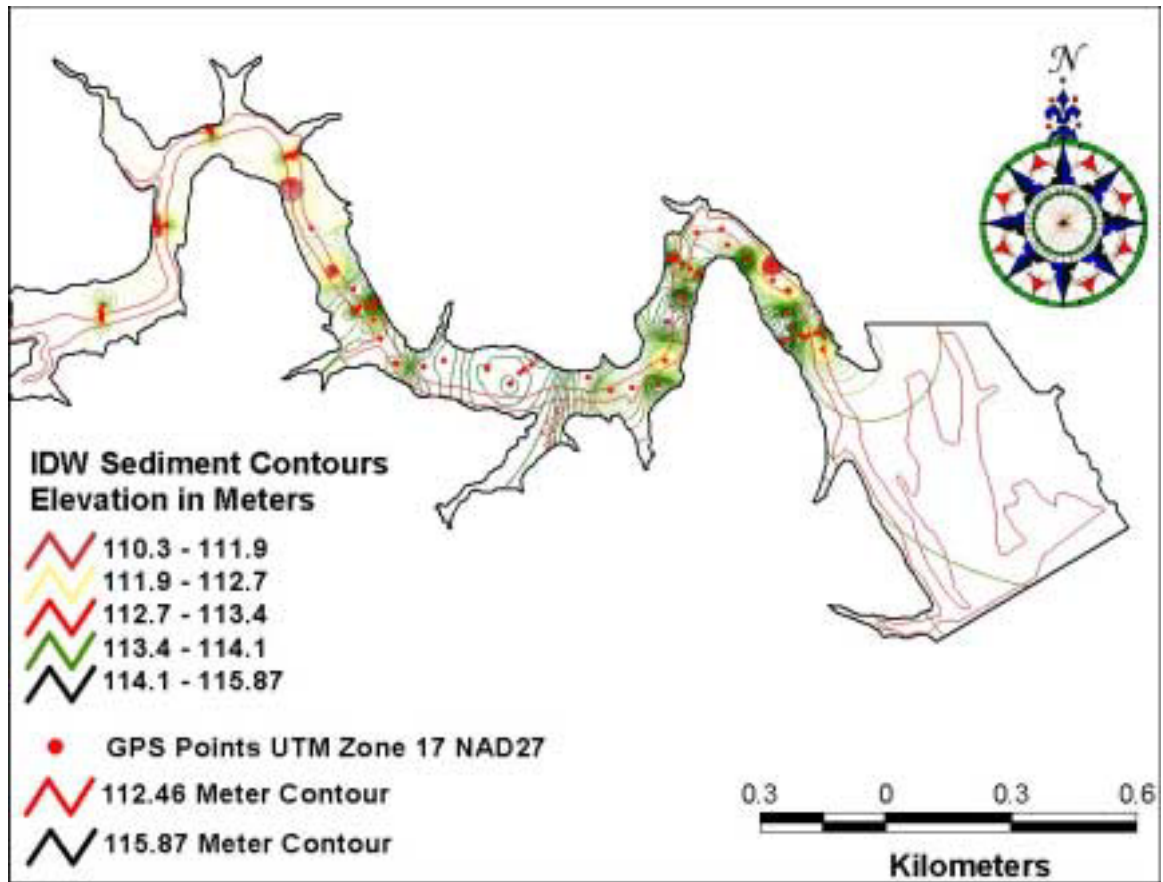 N
IDW Sediment Contours
Elevation in Meters
110.3 - 111.9
111.9 - 112.7
112.7 - 113.4
113.4 - 114.1
114.1 - 115.87
GPS Points UTM Zone 17 NAD27
112.46 Meter Contour
115.87 Meter Contour
0.3 0 0.3 0.6
Kilometers